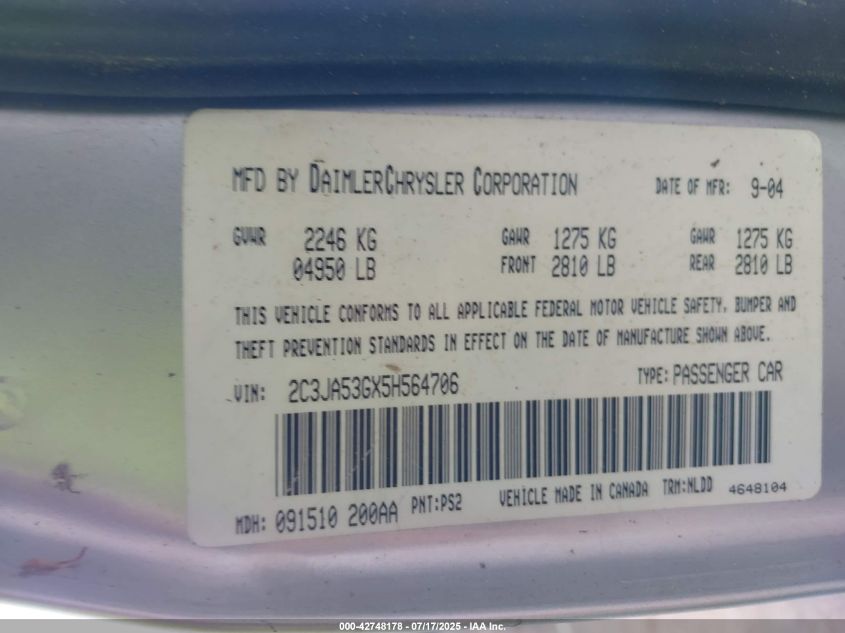 MFD BY DAIMLERCHRYSLER CORPORATION DATE OF MFR: 9-04
GVWR 2246 KG GAWR 1275 KG GAWR 1275 KG
04950 LB FRONT 2810 LB REAR 2810 LB
THIS VEHICLE CONFORMS TO ALL APPLICABLE FEDERAL MOTOR VEHICLE SAFETY, BUMPER AND
THEFT PREVENTION STANDARDS IN EFFECT ON THE DATE OF MANUFACTURE SHOWN ABOVE.
VIN: 2C3JA53GX5H564706 TYPE: PASSENGER CAR
MDH: 091510 200AA PNT:PS2 VEHICLE MADE IN CANADA TRM:NLDD 4648104
000-42748178 - 07/17/2025 - IAA Inc.